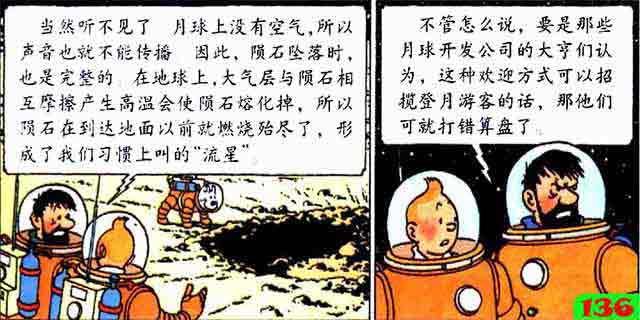 当然听不见了 月球上没有空气,所以
声音也就不能传播 因此,陨石坠落时,
也是完整的.在地球上,大气层与陨石相
互摩擦产生高温会使陨石熔化掉,所以
陨石在到达地面以前就燃烧殆尽了,形
成了我们习惯上叫的"流星"
不管怎么说,要是那些
月球开发公司的大亨们认
为,这种欢迎方式可以招
揽登月游客的话,那他们
可就打错算盘了
136